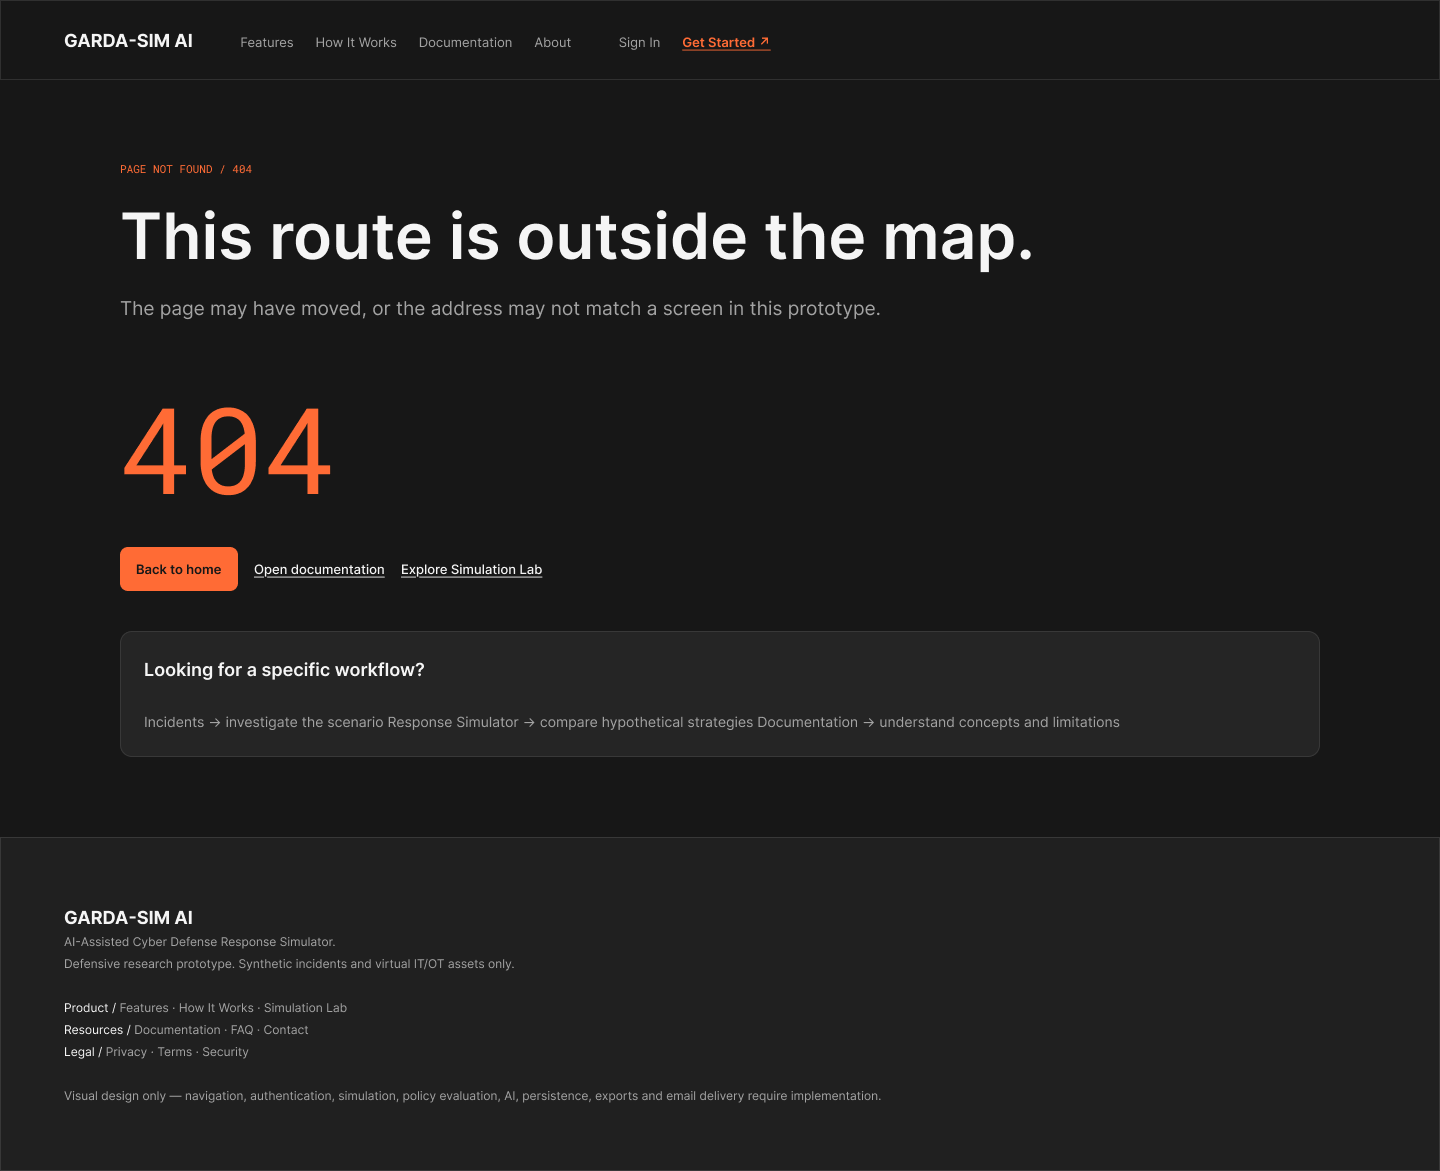 GARDA-SIM AI
Features
How It Works
Documentation
About
Sign In
Get Started ↗
PAGE NOT FOUND / 404
This route is outside the map.
The page may have moved, or the address may not match a screen in this prototype.
404
Back to home
Open documentation
Explore Simulation Lab
Looking for a specific workflow?
Incidents → investigate the scenario Response Simulator → compare hypothetical strategies Documentation → understand concepts and limitations
GARDA-SIM AI
AI-Assisted Cyber Defense Response Simulator.
Defensive research prototype. Synthetic incidents and virtual IT/OT assets only.
Product / Features · How It Works · Simulation Lab
Resources / Documentation · FAQ · Contact
Legal / Privacy · Terms · Security
Visual design only — navigation, authentication, simulation, policy evaluation, AI, persistence, exports and email delivery require implementation.